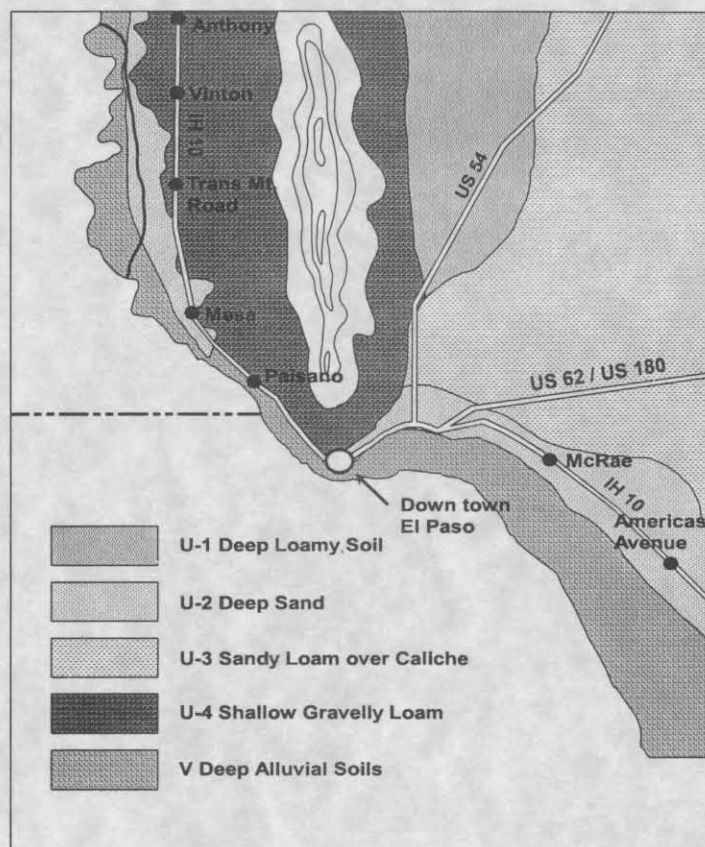 Anthony
Vinton
IH 10
US 54
Trans Mt.
Road
Mesa
Paisano
US 62 / US 180
McRae
IH 10
Down town
El Paso
Americas
Avenue
U-1 Deep Loamy Soil
U-2 Deep Sand
U-3 Sandy Loam over Caliche
U-4 Shallow Gravelly Loam
V Deep Alluvial Soils